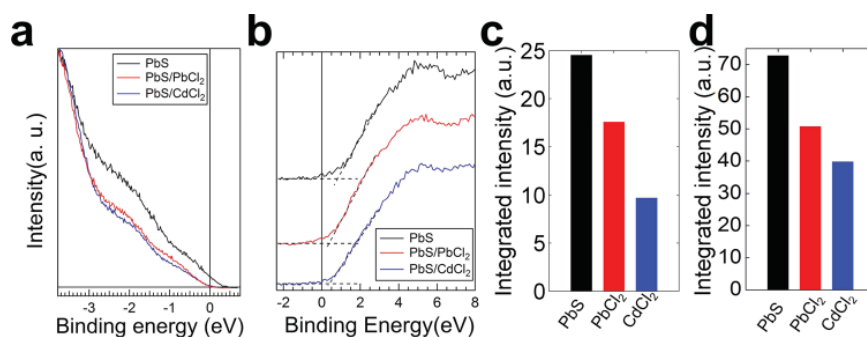 a
Intensity(a. u.)
PbS
PbS/PbCl₂
PbS/CdCl₂
-3
-2
-1
0
Binding energy (eV)
b
PbS
PbS/PbCl₂
PbS/CdCl₂
-2
0
2
4
6
8
Binding Energy(eV)
c
Integrated intensity (a.u.)
25
20
15
10
5
0
PbS
PbCl₂
CdCl₂
d
Integrated intensity (a.u.)
70
60
50
40
30
20
10
0
PbS
PbCl₂
CdCl₂